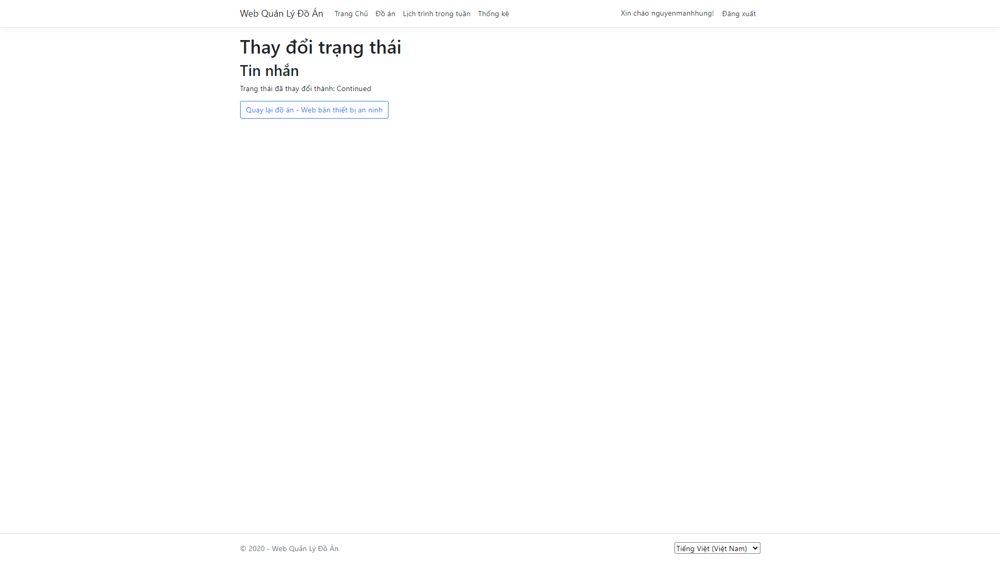 Web Quản Lý Đồ Án Trang Chủ Đồ án Lịch trình trong tuần Thống kê Xin chào nguyenmanhhung! Đăng xuất
Thay đổi trạng thái
Tin nhắn
Trạng thái đã thay đổi thành: Continued
Quay lại đồ án - Web bán thiết bị an ninh
© 2020 - Web Quản Lý Đồ Án Tiếng Việt (Việt Nam)